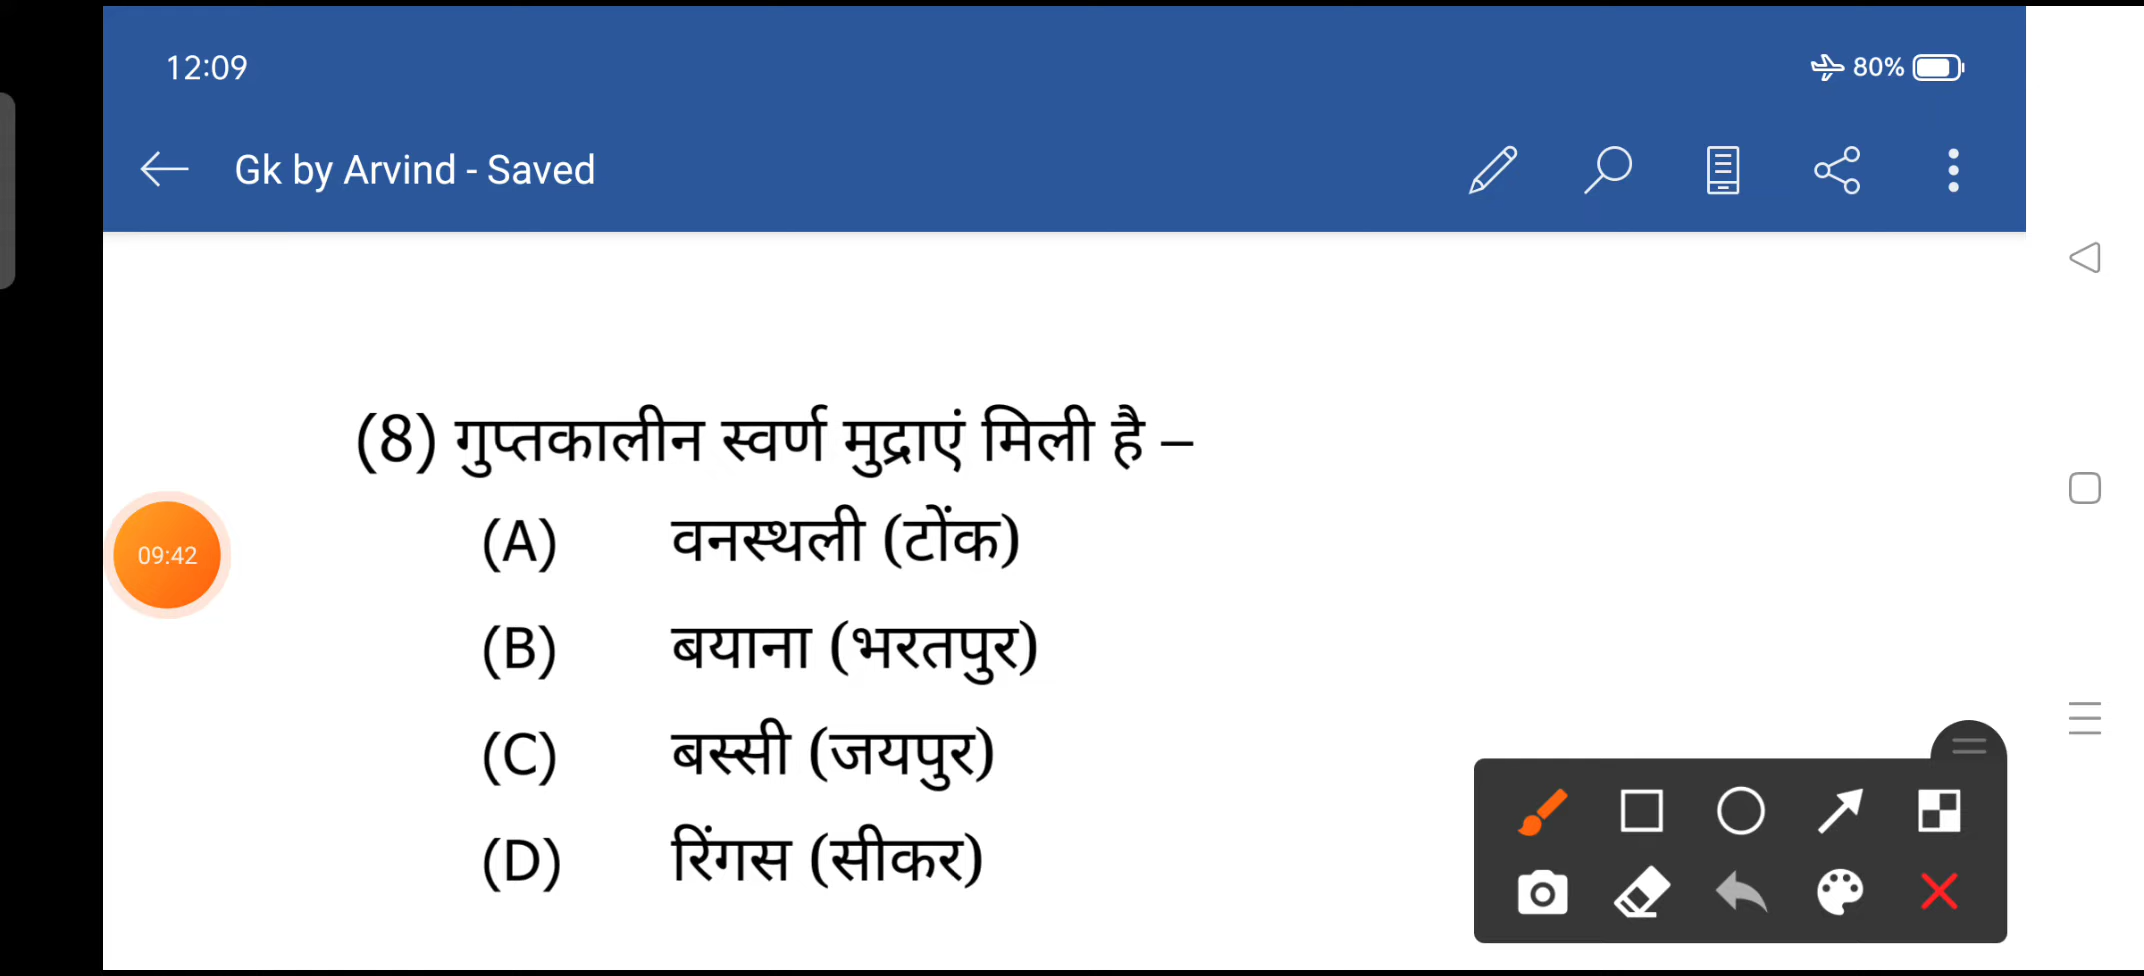 12:09
80%
Gk by Arvind - Saved
(8) गुप्तकालीन स्वर्ण मुद्राएं मिली है –
(A) वनस्थली (टोंक)
09:42
(B) बयाना (भरतपुर)
(C) बस्सी (जयपुर)
(D) रिंगस (सीकर)